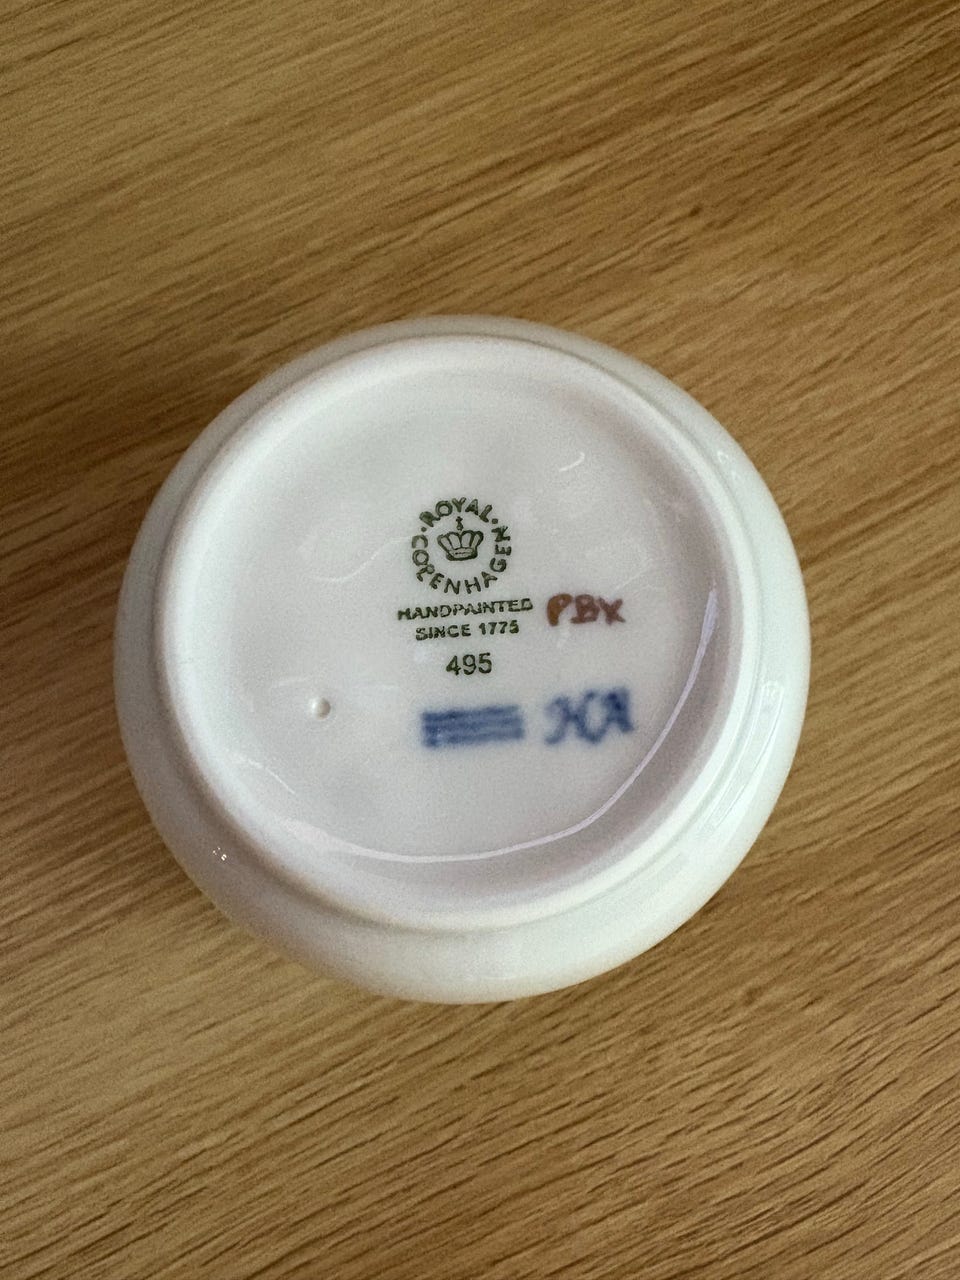 ROYAL COPENHAGEN
HANDPAINTED
SINCE 1775
PBX
495